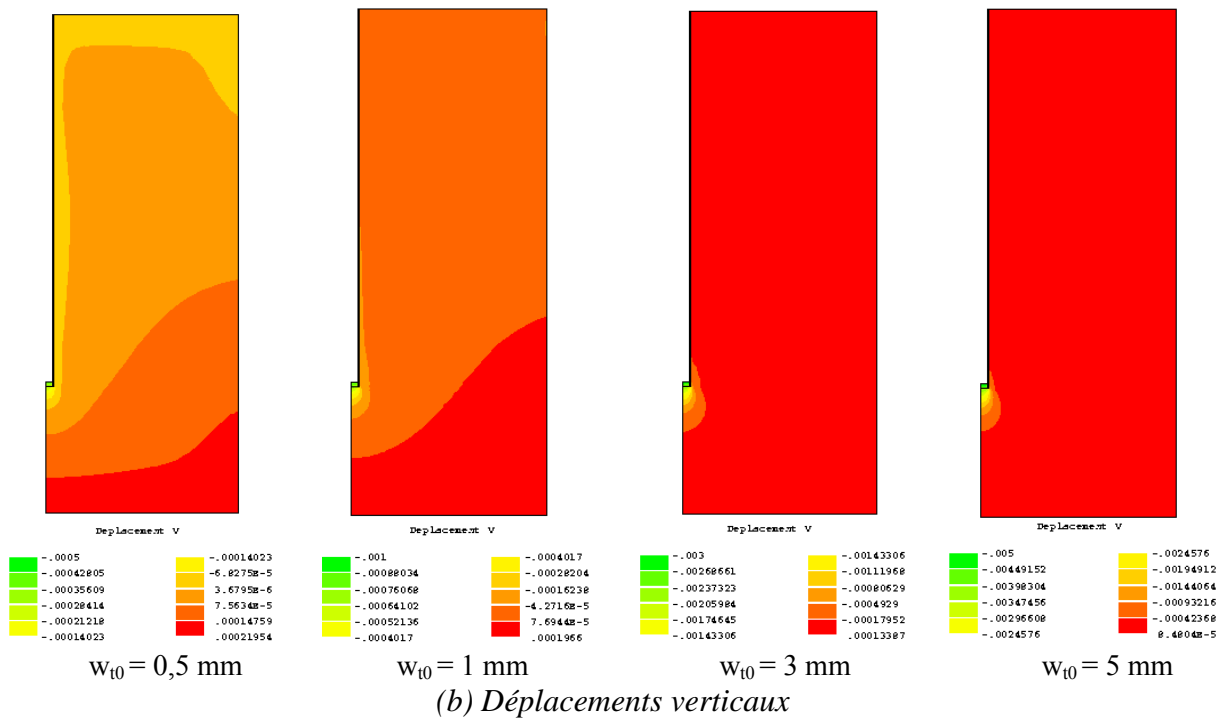 Deplacement V
Deplacement V
Deplacement V
Deplacement V
-.0005
-.00042805
-.00035609
-.00028414
-.00021218
-.00014023
-.00014023
-6.8275E-5
3.6795E-6
7.5634E-5
.00014759
.00021954
-.001
-.00088034
-.00076068
-.00064102
-.00052136
-.0004017
-.0004017
-.00028204
-.00016238
-4.2716E-5
7.6944E-5
.0001966
-.003
-.00268661
-.00237323
-.00205984
-.00174645
-.00143306
-.00143306
-.00111968
-.00080629
-.0004929
-.00017952
.00013387
-.005
-.00449152
-.00398304
-.00347456
-.00296608
-.0024576
-.0024576
-.00194912
-.00144064
-.00093216
-.00042368
8.4804E-5
wt0 = 0,5 mm
wt0 = 1 mm
wt0 = 3 mm
wt0 = 5 mm
(b) Déplacements verticaux